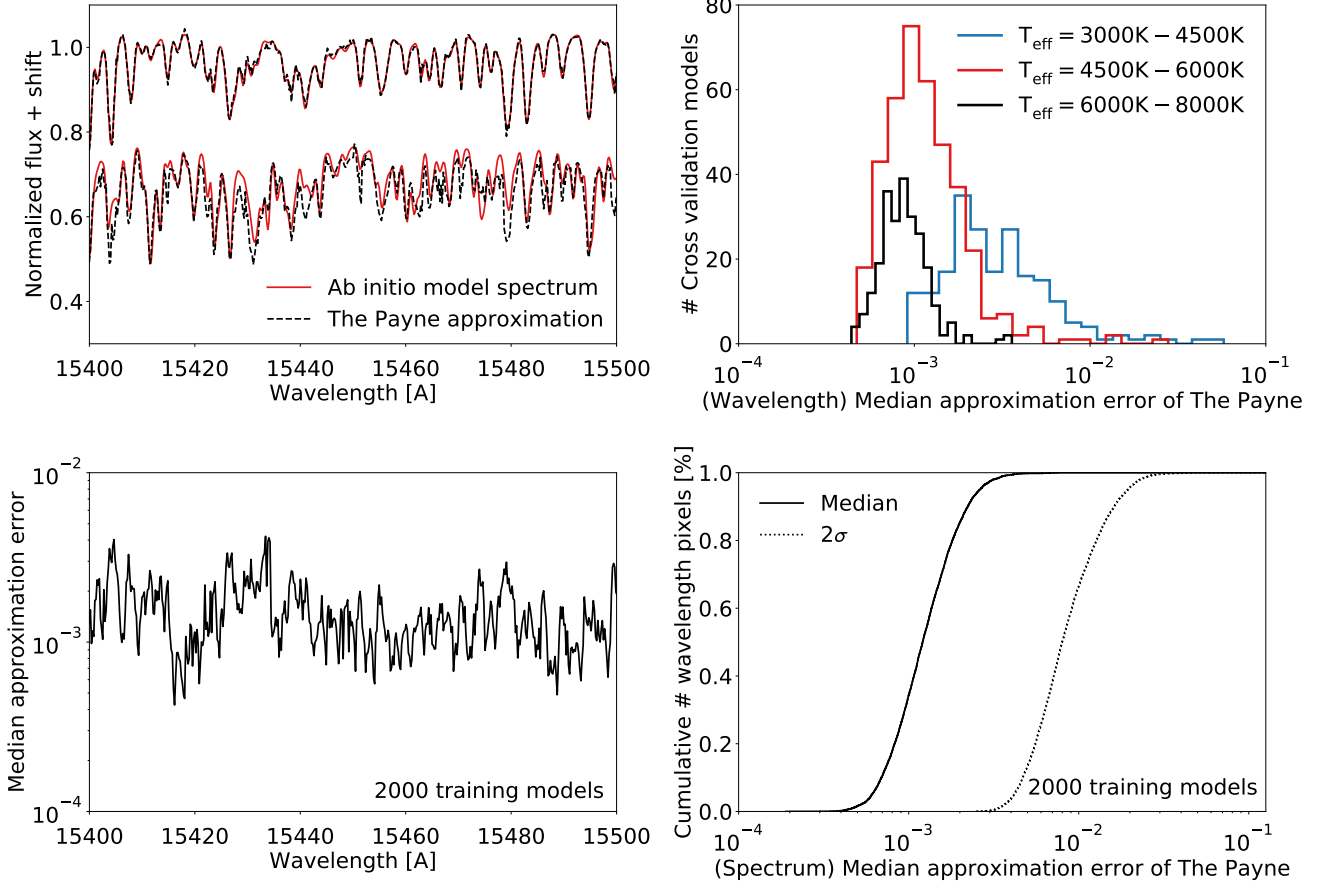 Normalized flux + shift
1.0
0.8
0.6
0.4
Ab initio model spectrum
The Payne approximation
15400 15420 15440 15460 15480 15500
Wavelength [A]
# Cross validation models
80
60
40
20
0
T_eff = 3000K − 4500K
T_eff = 4500K − 6000K
T_eff = 6000K − 8000K
10^−4 10^−3 10^−2 10^−1
(Wavelength) Median approximation error of The Payne
Median approximation error
10^−2
10^−3
10^−4
2000 training models
15400 15420 15440 15460 15480 15500
Wavelength [A]
Cumulative # wavelength pixels [%]
1.0
0.8
0.6
0.4
0.2
0.0
Median
2σ
2000 training models
10^−4 10^−3 10^−2 10^−1
(Spectrum) Median approximation error of The Payne